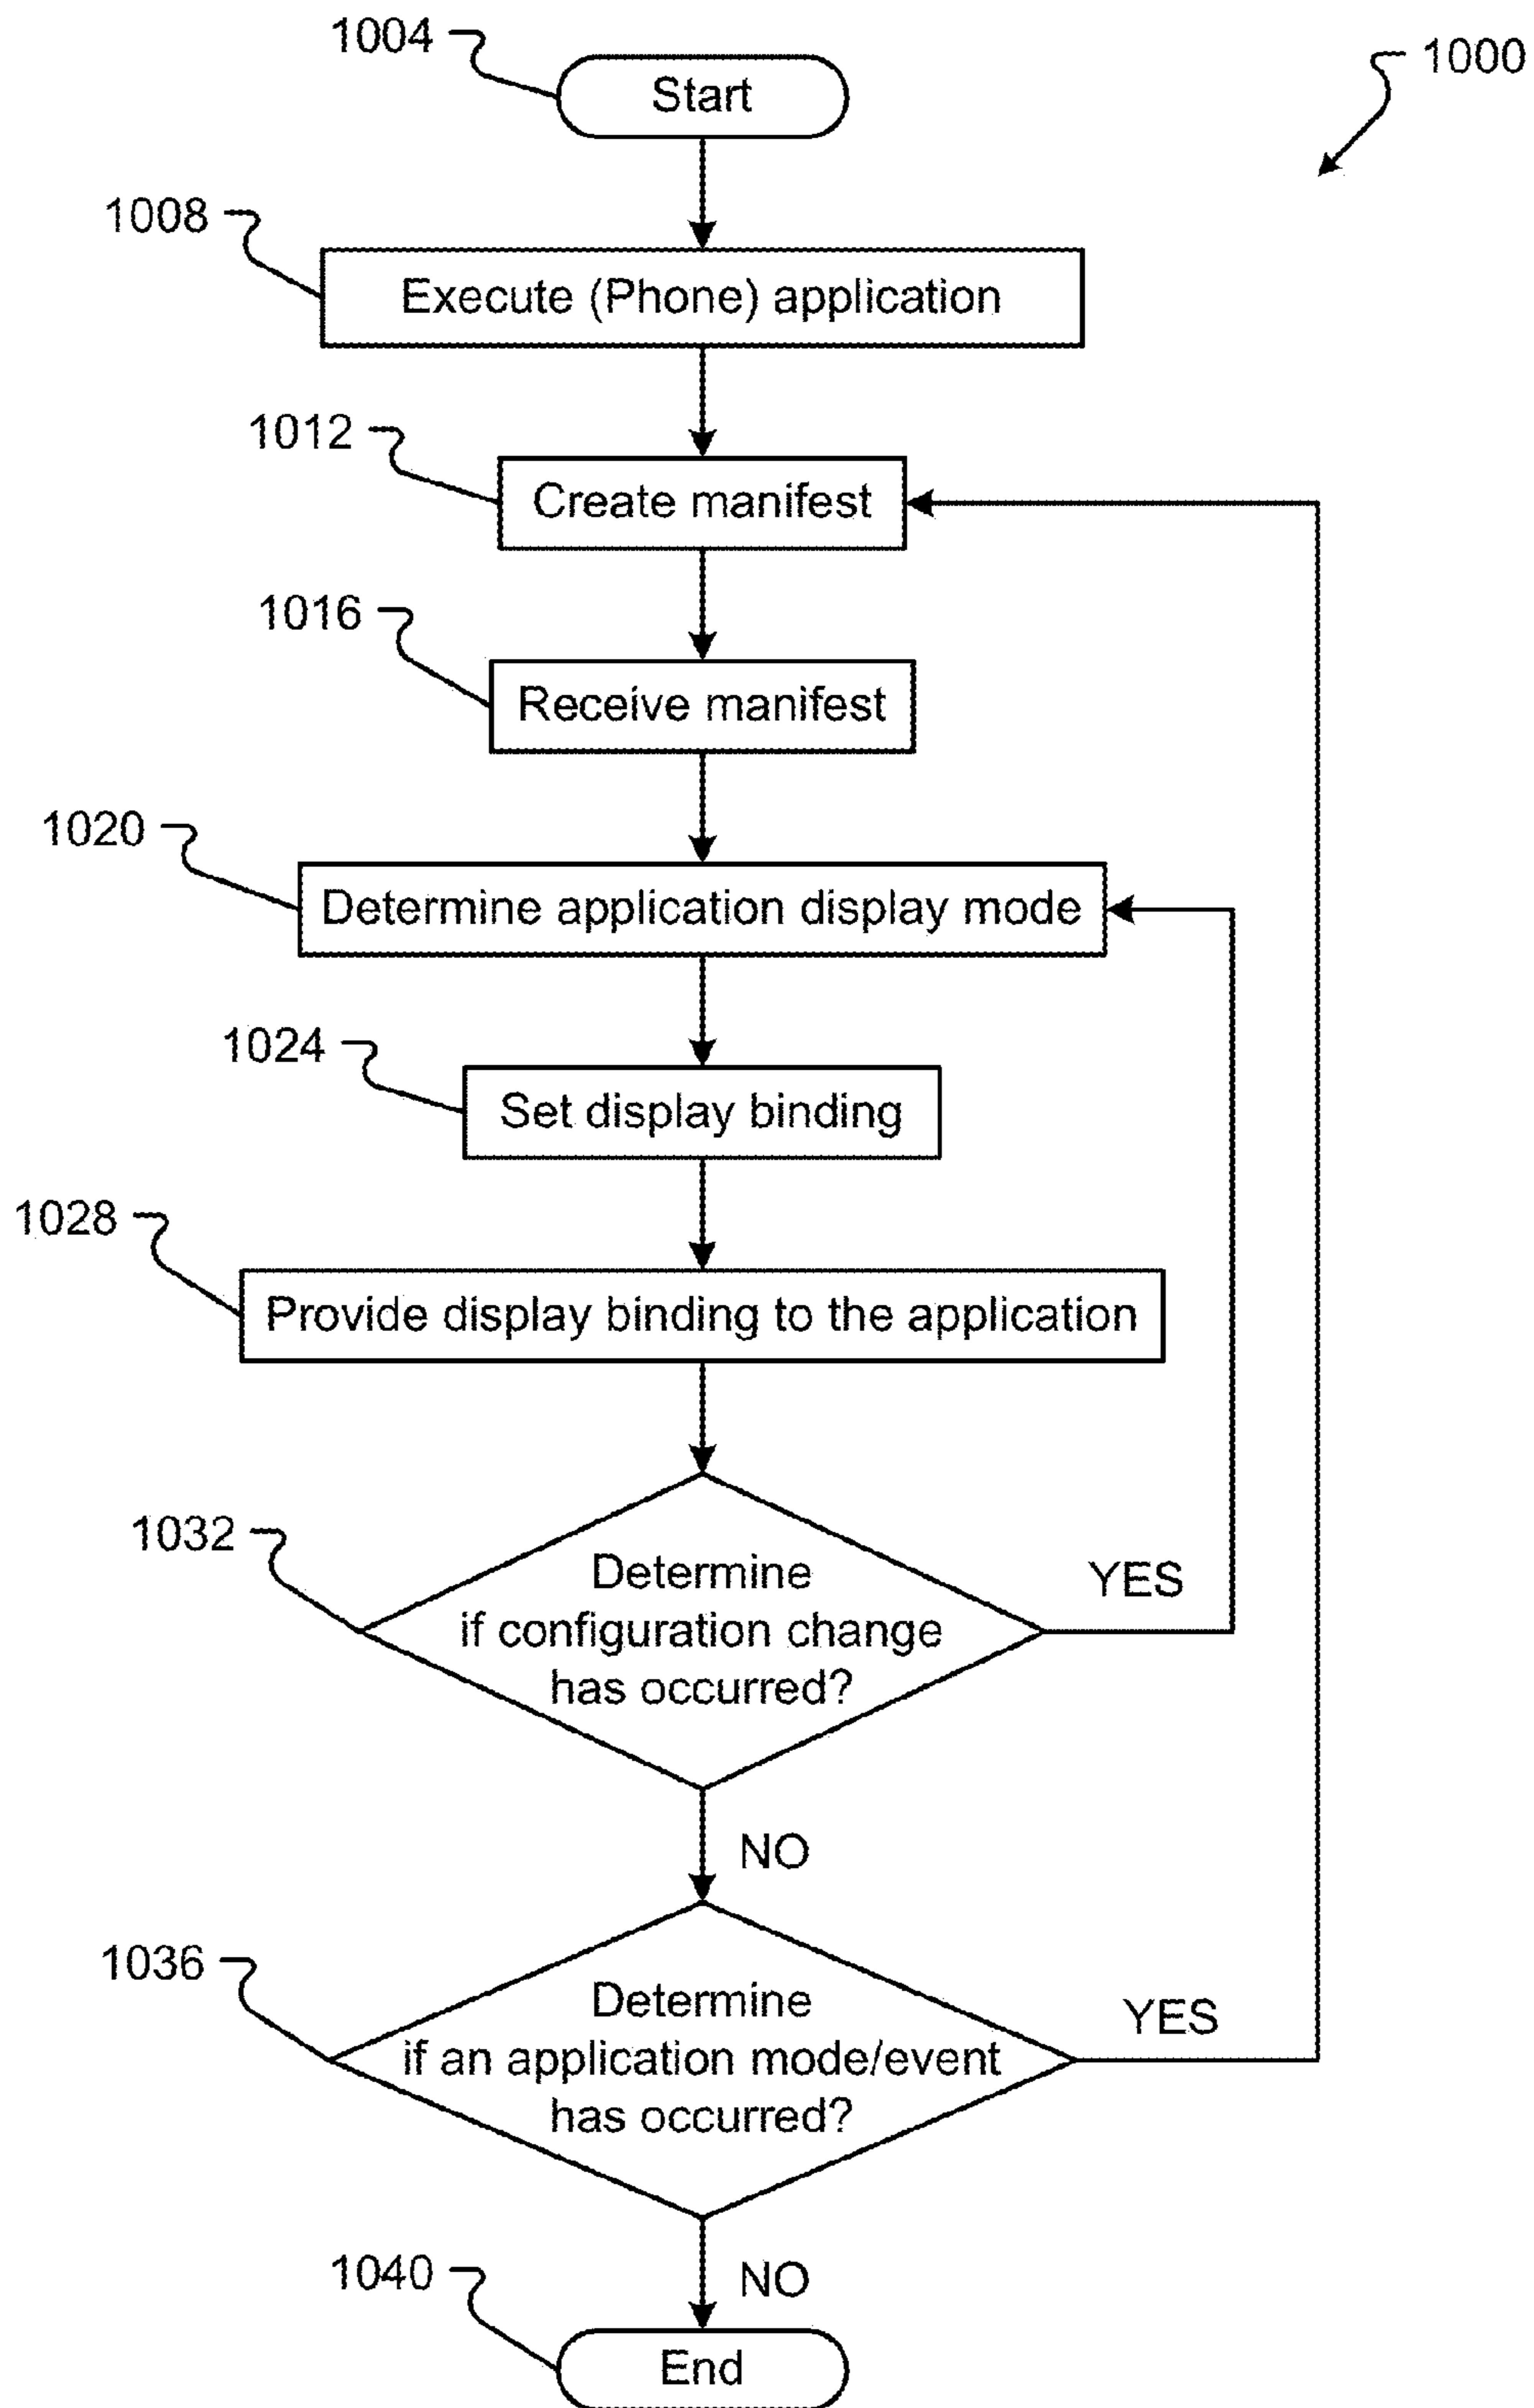 1004
Start
1000
1008
Execute (Phone) application
1012
Create manifest
1016
Receive manifest
1020
Determine application display mode
1024
Set display binding
1028
Provide display binding to the application
1032
Determine
if configuration change
has occurred?
YES
NO
1036
Determine
if an application mode/event
has occurred?
YES
NO
1040
End